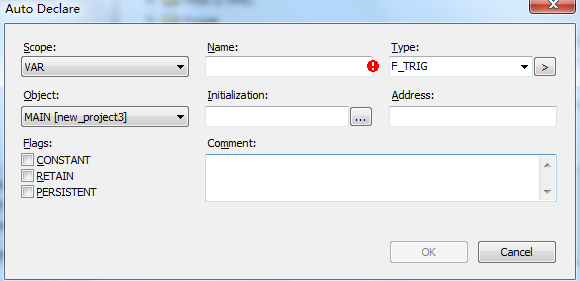 Auto Declare
Scope: Name: Type:
VAR F_TRIG >
Object: Initialization: Address:
MAIN [new_project3] ...
Flags: Comment:
CONSTANT
RETAIN
PERSISTENT
OK Cancel